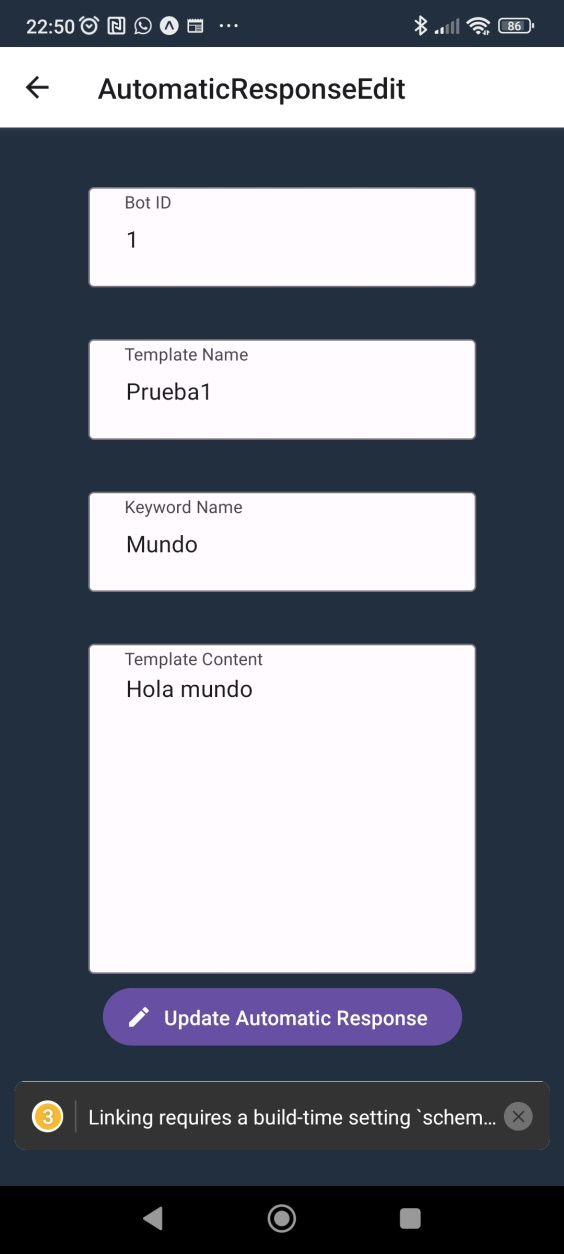 22:50
86
AutomaticResponseEdit
Bot ID
1
Template Name
Prueba1
Keyword Name
Mundo
Template Content
Hola mundo
Update Automatic Response
3 Linking requires a build-time setting `schem...